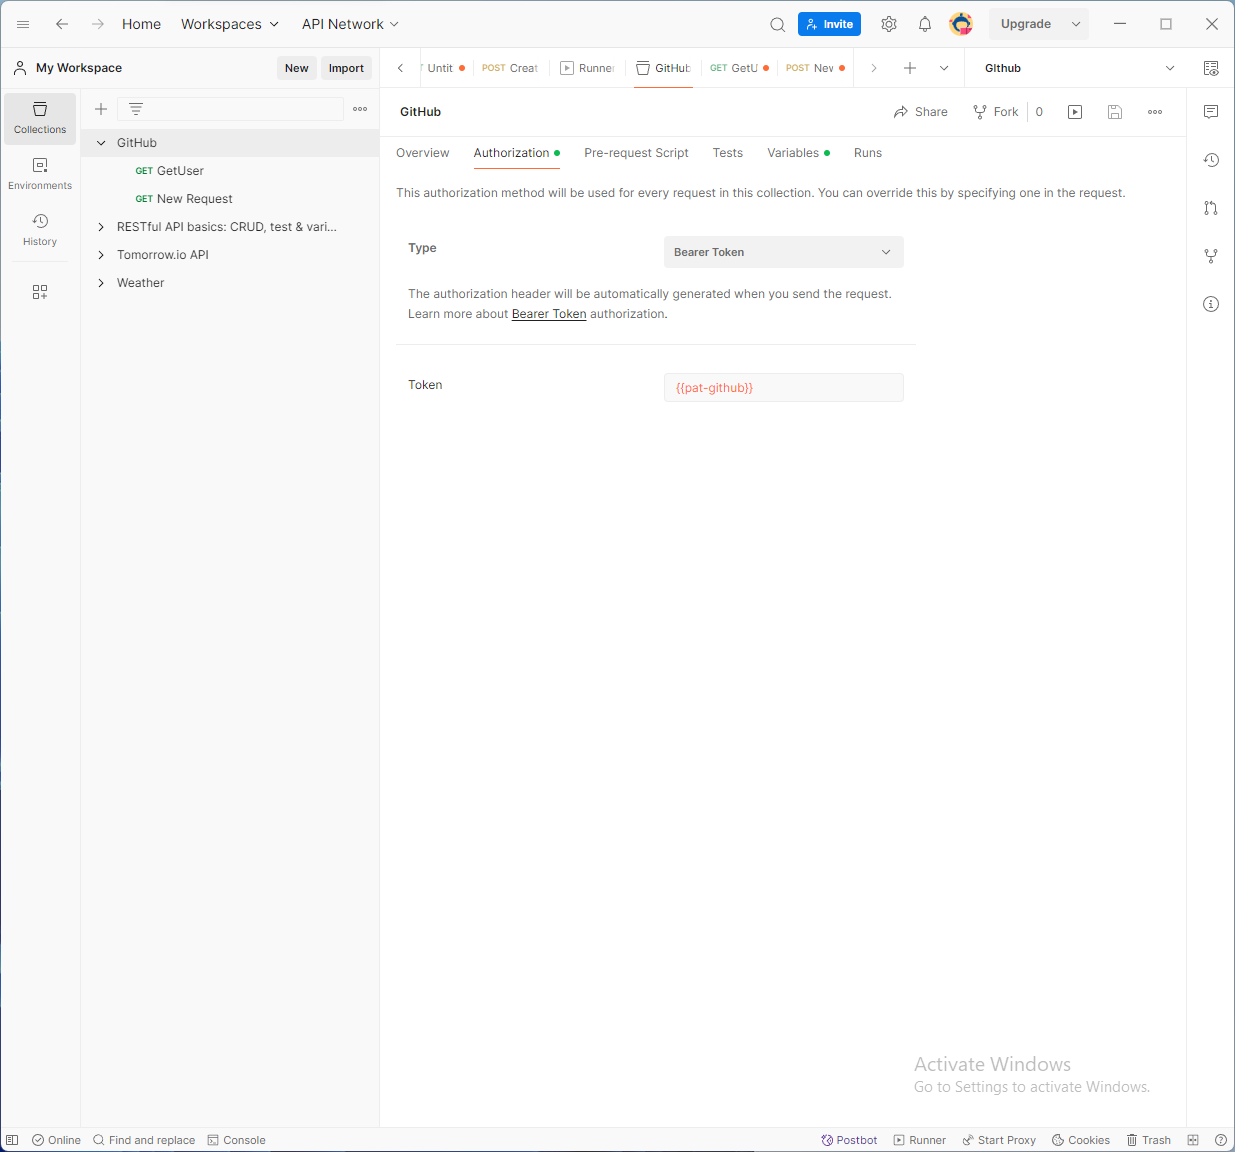 Home Workspaces API Network Invite Upgrade
My Workspace New Import Untit POST Creat Runner GitHub GET GetU POST New GIthub
Collections
Environments
History
GitHub
GET GetUser
GET New Request
RESTful API basics: CRUD, test & vari...
Tomorrow.io API
Weather
GitHub Share Fork 0
Overview Authorization Pre-request Script Tests Variables Runs
This authorization method will be used for every request in this collection. You can override this by specifying one in the request.
Type Bearer Token
The authorization header will be automatically generated when you send the request.
Learn more about Bearer Token authorization.
Token {{pat-github}}
Activate Windows
Go to Settings to activate Windows.
Online Find and replace Console Postbot Runner Start Proxy Cookies Trash